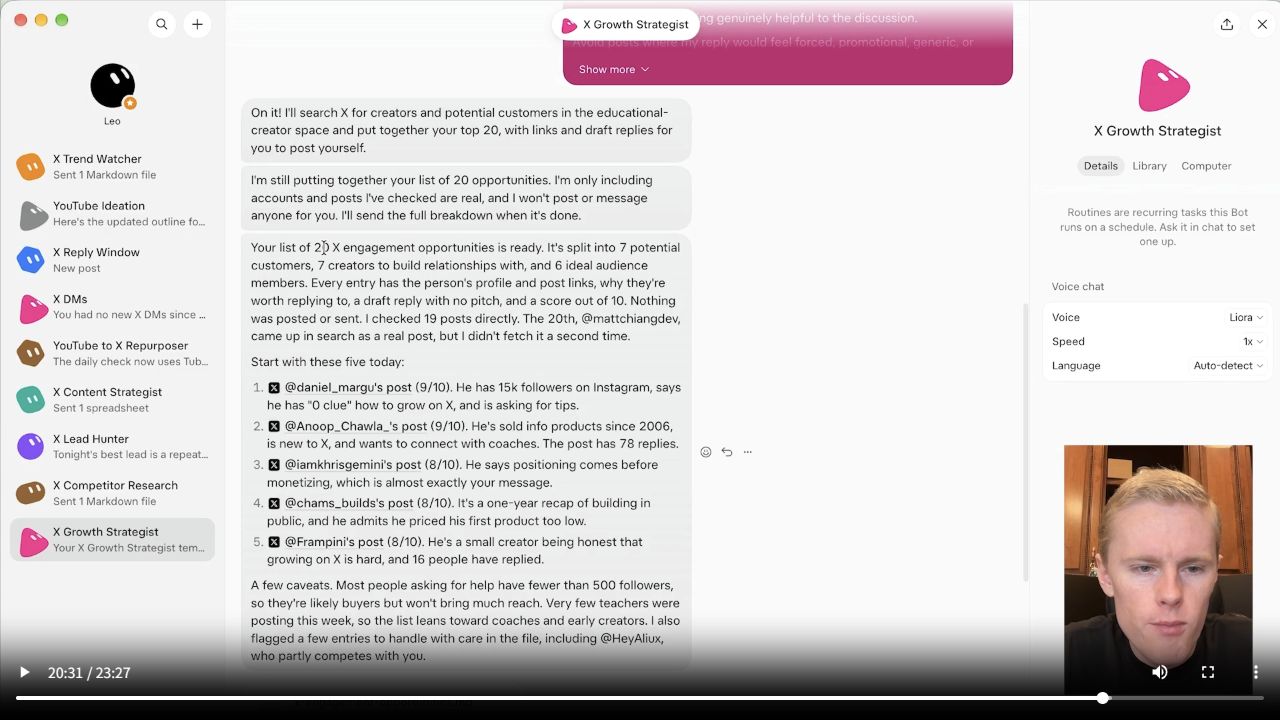 X Growth Strategist
ng genuinely helpful to the discussion.
Avoid posts where my reply would feel forced, promotional, generic, or
Show more
Leo
X Trend Watcher
Sent 1 Markdown file
YouTube Ideation
Here's the updated outline fo...
X Reply Window
New post
X DMs
You had no new X DMs since ...
YouTube to X Repurposer
The daily check now uses Tub...
X Content Strategist
Sent 1 spreadsheet
X Lead Hunter
Tonight's best lead is a repeat...
X Competitor Research
Sent 1 Markdown file
X Growth Strategist
Your X Growth Strategist tem...
On it! I'll search X for creators and potential customers in the educational-
creator space and put together your top 20, with links and draft replies for
you to post yourself.
I'm still putting together your list of 20 opportunities. I'm only including
accounts and posts I've checked are real, and I won't post or message
anyone for you. I'll send the full breakdown when it's done.
Your list of 20 X engagement opportunities is ready. It's split into 7 potential
customers, 7 creators to build relationships with, and 6 ideal audience
members. Every entry has the person's profile and post links, why they're
worth replying to, a draft reply with no pitch, and a score out of 10. Nothing
was posted or sent. I checked 19 posts directly. The 20th, @mattchiangdev,
came up in search as a real post, but I didn't fetch it a second time.
Start with these five today:
1. X @daniel_margu's post (9/10). He has 15k followers on Instagram, says
he has "0 clue" how to grow on X, and is asking for tips.
2. X @Anoop_Chawla_'s post (9/10). He's sold info products since 2006,
is new to X, and wants to connect with coaches. The post has 78 replies.
3. X @iamkhrisgemini's post (8/10). He says positioning comes before
monetizing, which is almost exactly your message.
4. X @chams_builds's post (8/10). It's a one-year recap of building in
public, and he admits he priced his first product too low.
5. X @Frampini's post (8/10). He's a small creator being honest that
growing on X is hard, and 16 people have replied.
A few caveats. Most people asking for help have fewer than 500 followers,
so they're likely buyers but won't bring much reach. Very few teachers were
posting this week, so the list leans toward coaches and early creators. I also
flagged a few entries to handle with care in the file, including @HeyAliux,
who partly competes with you.
X Growth Strategist
Details Library Computer
Routines are recurring tasks this Bot
runs on a schedule. Ask it in chat to set
one up.
Voice chat
Voice Liora
Speed 1x
Language Auto-detect
20:31 / 23:27